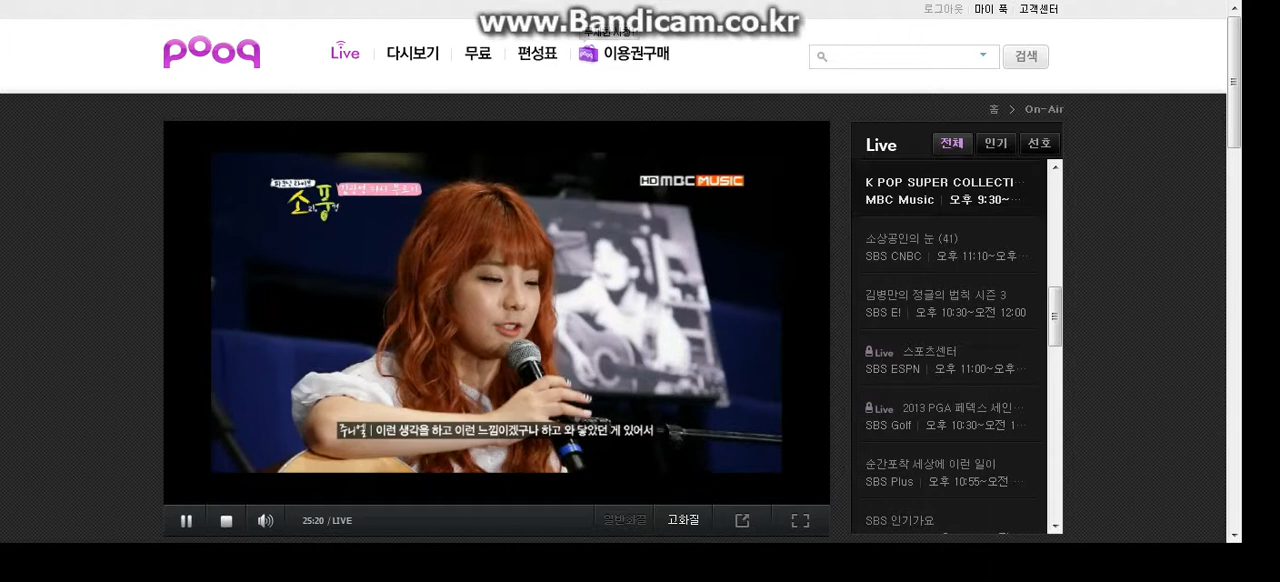 www.Bandicam.co.kr
로그아웃 마이 푹 고객센터
pooq Live 다시보기 무료 편성표 이용권구매 검색
홈 > On-Air
Live 전체 인기 선호
HD MBC MUSIC
소풍
K POP SUPER COLLECTI...
MBC Music | 오후 9:30~...
소상공인의 눈 (41)
SBS CNBC | 오후 11:10~오후...
김병만의 정글의 법칙 시즌 3
SBS E! | 오후 10:30~오전 12:00
Live 스포츠센터
SBS ESPN | 오후 11:00~오후...
Live 2013 PGA 페덱스 세인...
SBS Golf | 오후 10:30~오전 1...
순간포착 세상에 이런 일이
SBS Plus | 오후 10:55~오전 ...
SBS 인기가요
주니엘 | 이런 생각을 하고 이런 느낌이겠구나 하고 와 닿았던 게 있어서
25:20 / LIVE 일반화질 고화질